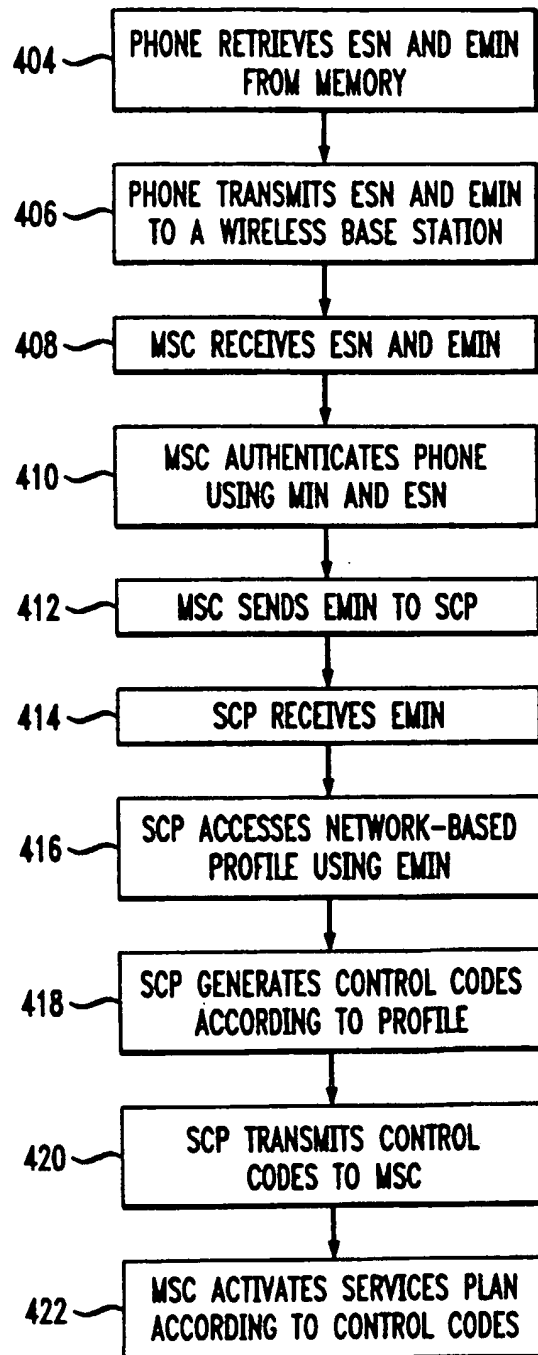 404
PHONE RETRIEVES ESN AND EMIN
FROM MEMORY
406
PHONE TRANSMITS ESN AND EMIN
TO A WIRELESS BASE STATION
408
MSC RECEIVES ESN AND EMIN
410
MSC AUTHENTICATES PHONE
USING MIN AND ESN
412
MSC SENDS EMIN TO SCP
414
SCP RECEIVES EMIN
416
SCP ACCESSES NETWORK-BASED
PROFILE USING EMIN
418
SCP GENERATES CONTROL CODES
ACCORDING TO PROFILE
420
SCP TRANSMITS CONTROL
CODES TO MSC
422
MSC ACTIVATES SERVICES PLAN
ACCORDING TO CONTROL CODES